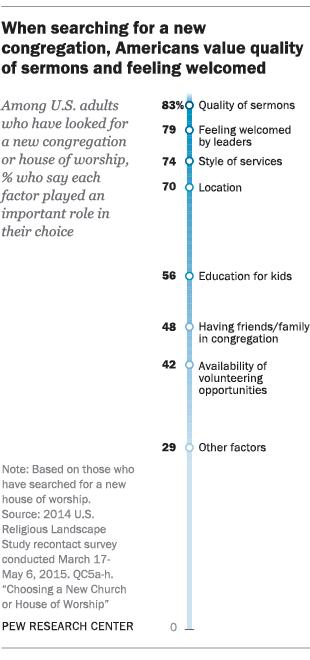 When searching for a new
congregation, Americans value quality
of sermons and feeling welcomed
Among U.S. adults
who have looked for
a new congregation
or house of worship,
% who say each
factor played an
important role in
their choice
83% Quality of sermons
79 Feeling welcomed
by leaders
74 Style of services
70 Location
56 Education for kids
48 Having friends/family
in congregation
42 Availability of
volunteering
opportunities
29 Other factors
0
Note: Based on those who
have searched for a new
house of worship.
Source: 2014 U.S.
Religious Landscape
Study recontact survey
conducted March 17-
May 6, 2015. QC5a-h.
“Choosing a New Church
or House of Worship”
PEW RESEARCH CENTER